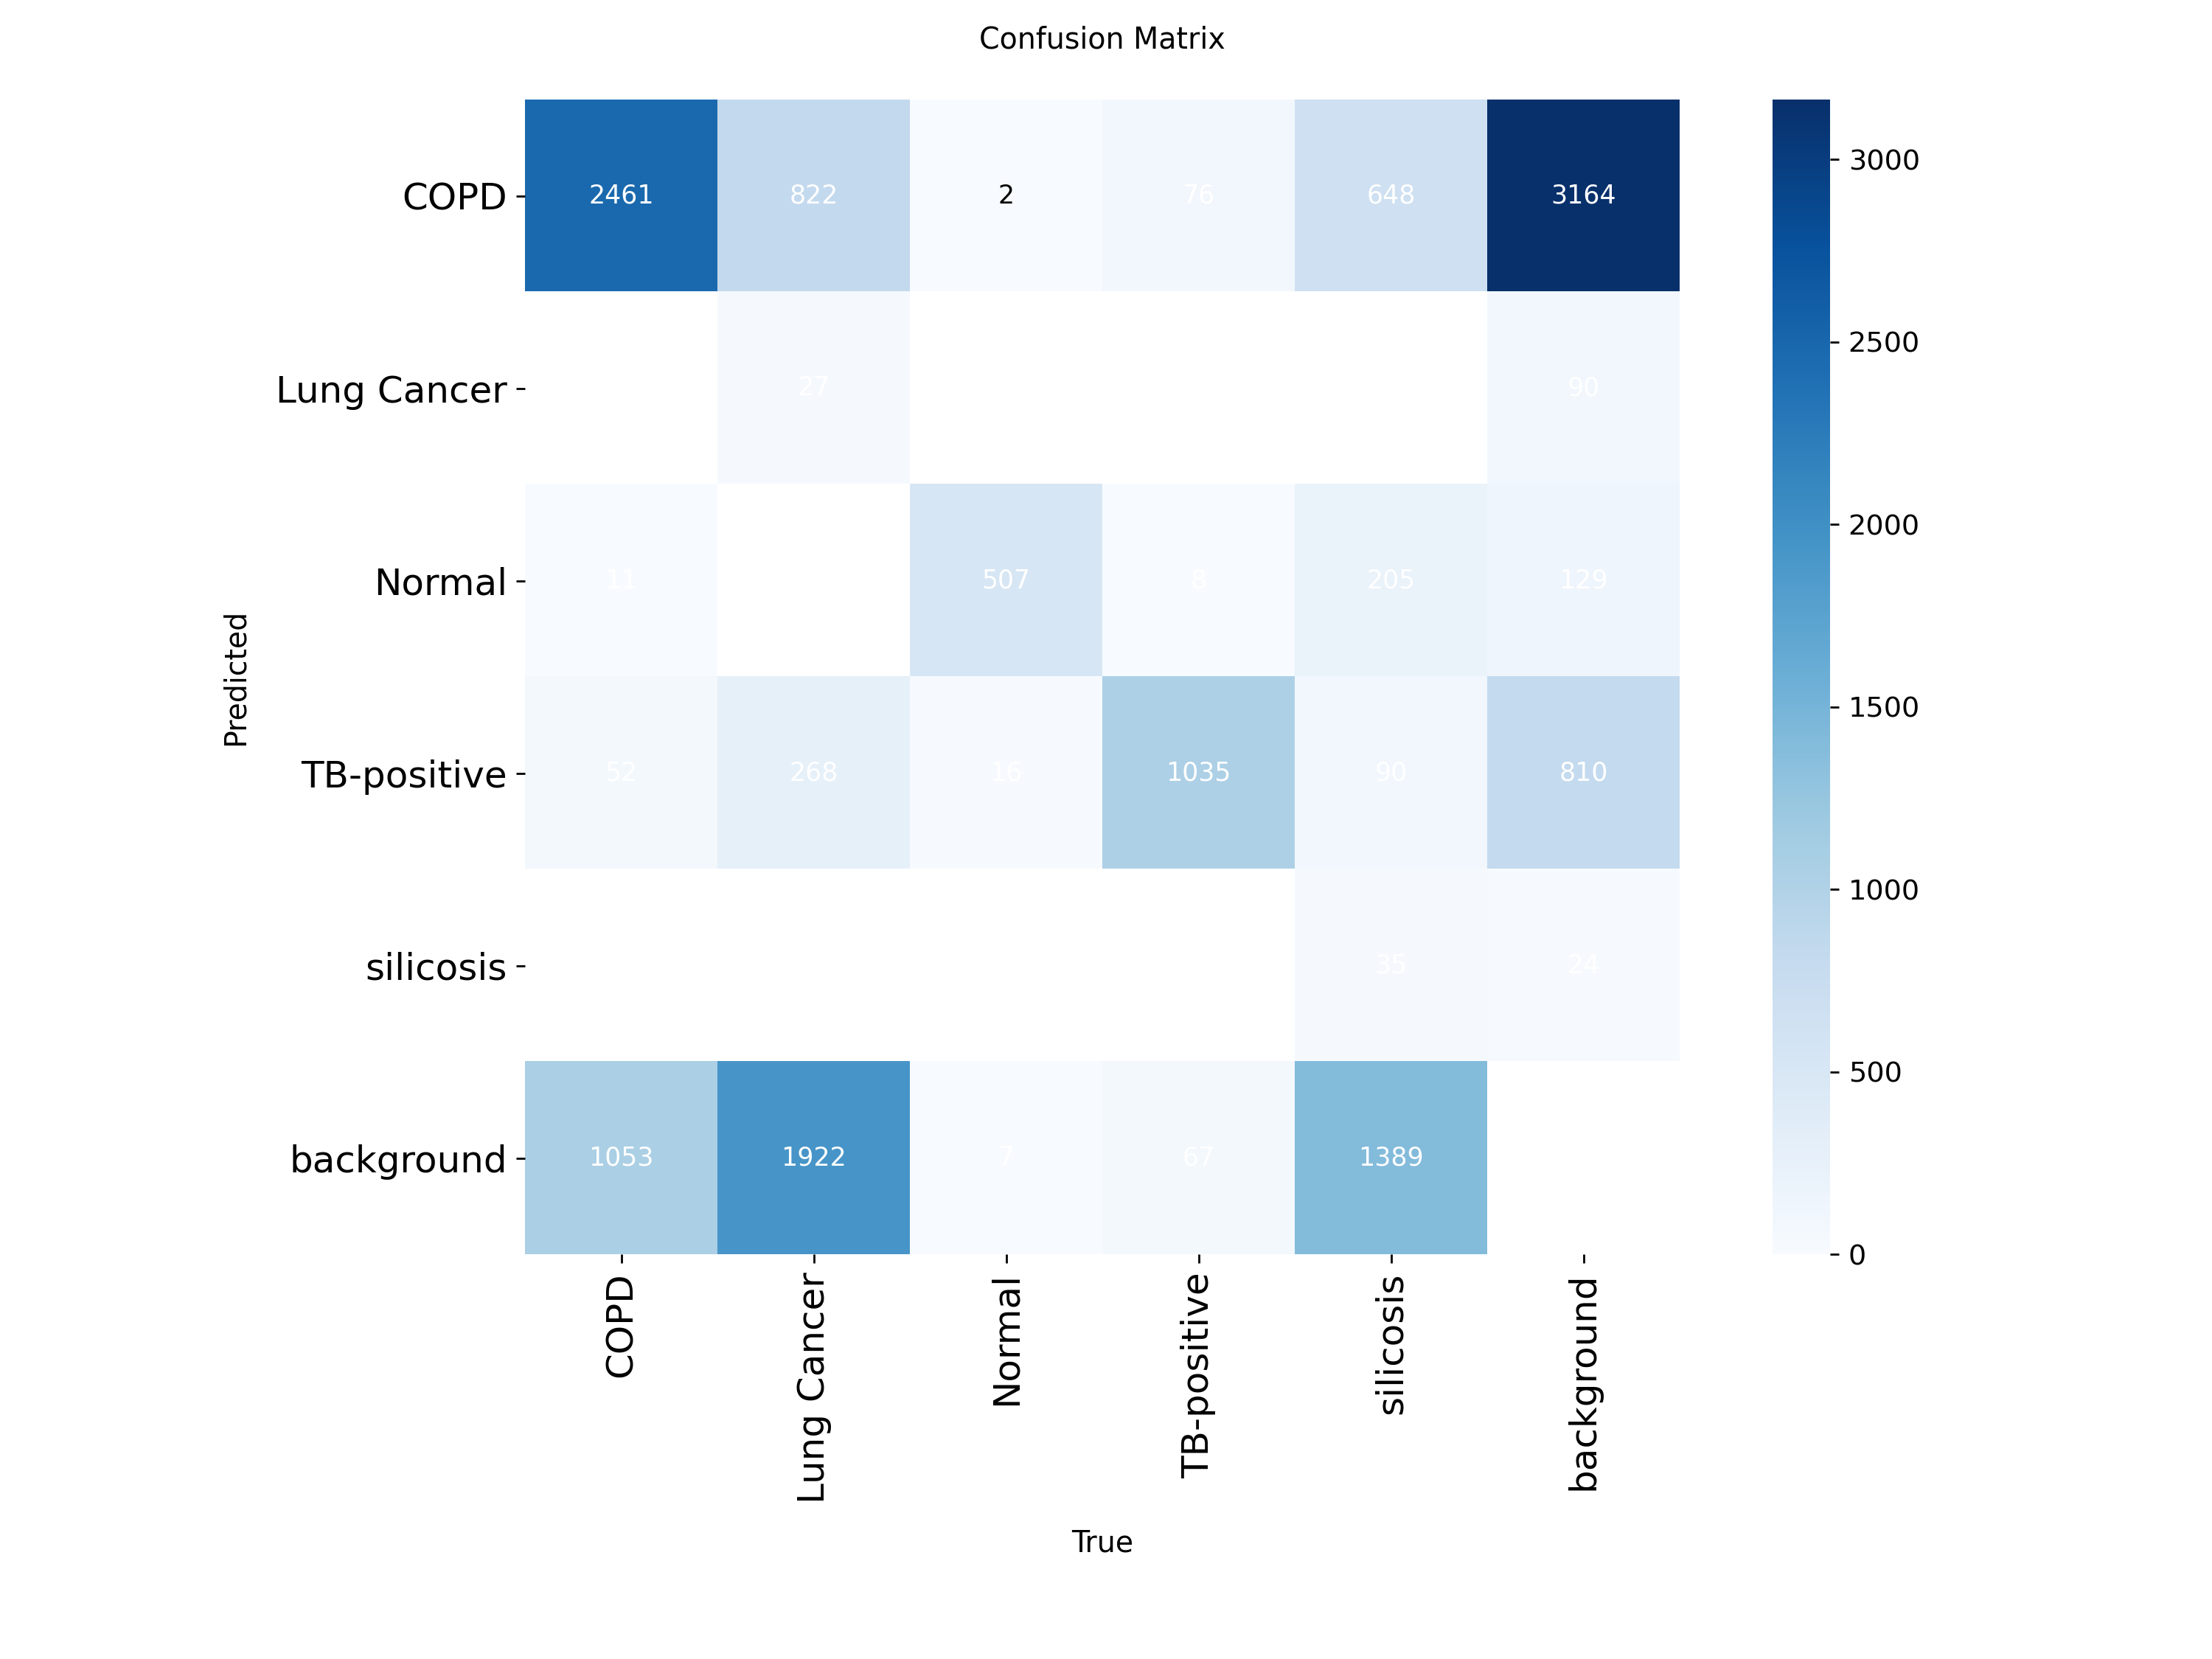 Confusion Matrix
COPD 2461 822 2 76 648 3164
Lung Cancer 27 90
Normal 11 507 8 205 129
TB-positive 52 268 16 1035 90 810
silicosis 35 24
background 1053 1922 7 67 1389
Predicted
COPD
Lung Cancer
Normal
TB-positive
silicosis
background
True
3000
2500
2000
1500
1000
500
0